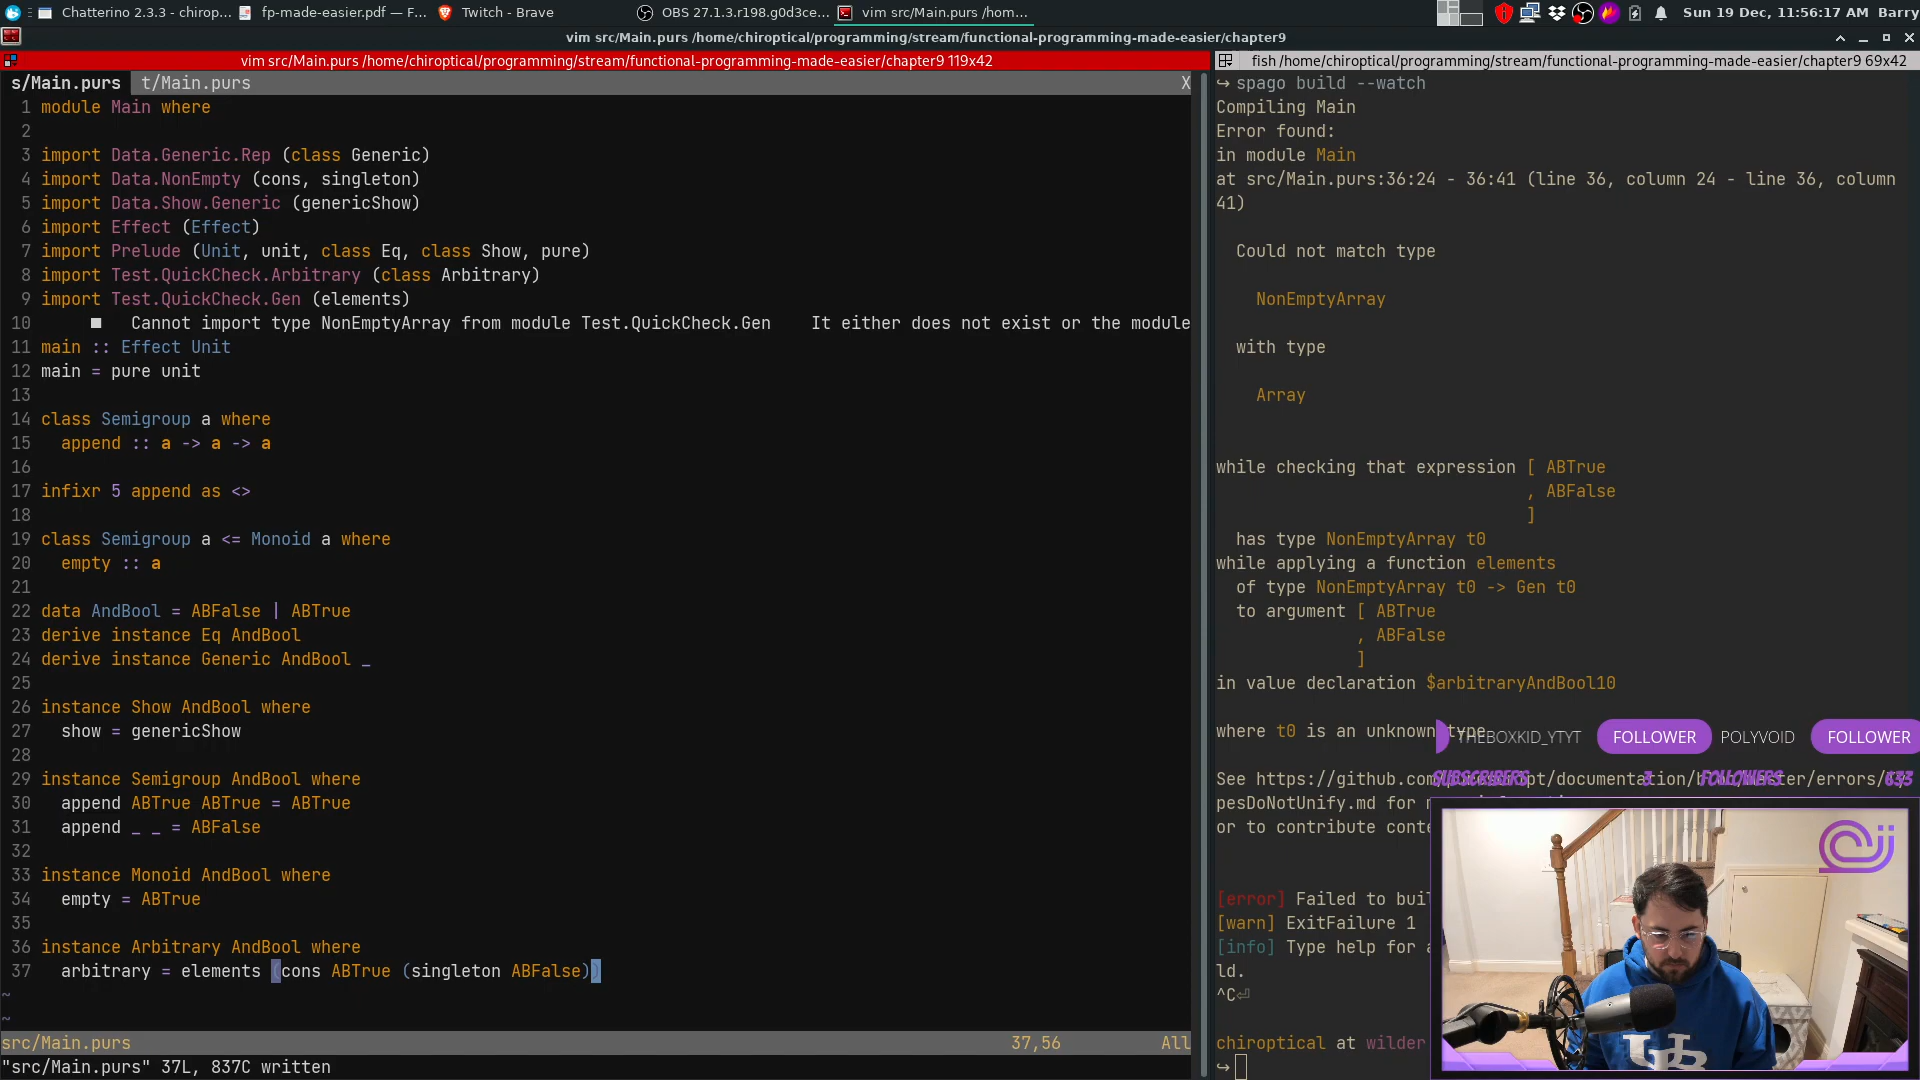 Chatterino 2.3.3 - chirop...
fp-made-easier.pdf — F...
Twitch - Brave
OBS 27.1.3.r198.g0d3ce...
vim src/Main.purs /hom...
Sun 19 Dec, 11:56:17 AM Barry
vim src/Main.purs /home/chiroptical/programming/stream/functional-programming-made-easier/chapter9
vim src/Main.purs /home/chiroptical/programming/stream/functional-programming-made-easier/chapter9 119x42
s/Main.purs t/Main.purs X
1 module Main where
2
3 import Data.Generic.Rep (class Generic)
4 import Data.NonEmpty (cons, singleton)
5 import Data.Show.Generic (genericShow)
6 import Effect (Effect)
7 import Prelude (Unit, unit, class Eq, class Show, pure)
8 import Test.QuickCheck.Arbitrary (class Arbitrary)
9 import Test.QuickCheck.Gen (elements)
10 ■ Cannot import type NonEmptyArray from module Test.QuickCheck.Gen It either does not exist or the module
11 main :: Effect Unit
12 main = pure unit
13
14 class Semigroup a where
15 append :: a -> a -> a
16
17 infixr 5 append as <>
18
19 class Semigroup a <= Monoid a where
20 empty :: a
21
22 data AndBool = ABFalse | ABTrue
23 derive instance Eq AndBool
24 derive instance Generic AndBool _
25
26 instance Show AndBool where
27 show = genericShow
28
29 instance Semigroup AndBool where
30 append ABTrue ABTrue = ABTrue
31 append _ _ = ABFalse
32
33 instance Monoid AndBool where
34 empty = ABTrue
35
36 instance Arbitrary AndBool where
37 arbitrary = elements (cons ABTrue (singleton ABFalse))
~
~
src/Main.purs 37,56 All
"src/Main.purs" 37L, 837C written
fish /home/chiroptical/programming/stream/functional-programming-made-easier/chapter9 69x42
↪ spago build --watch
Compiling Main
Error found:
in module Main
at src/Main.purs:36:24 - 36:41 (line 36, column 24 - line 36, column
41)
Could not match type
NonEmptyArray
with type
Array
while checking that expression [ ABTrue
, ABFalse
]
has type NonEmptyArray t0
while applying a function elements
of type NonEmptyArray t0 -> Gen t0
to argument [ ABTrue
, ABFalse
]
in value declaration $arbitraryAndBool10
where t0 is an unknown type
THEBOXKID_YTYT FOLLOWER POLYVOID FOLLOWER
See https://github.com/
SUBSCRIBERS 3 FOLLOWERS 633
pesDoNotUnify.md for
or to contribute
[error] Failed to
[warn] ExitFailure 1
[info] Type help for
ld.
^C⏎
chiroptical at wilder
↪